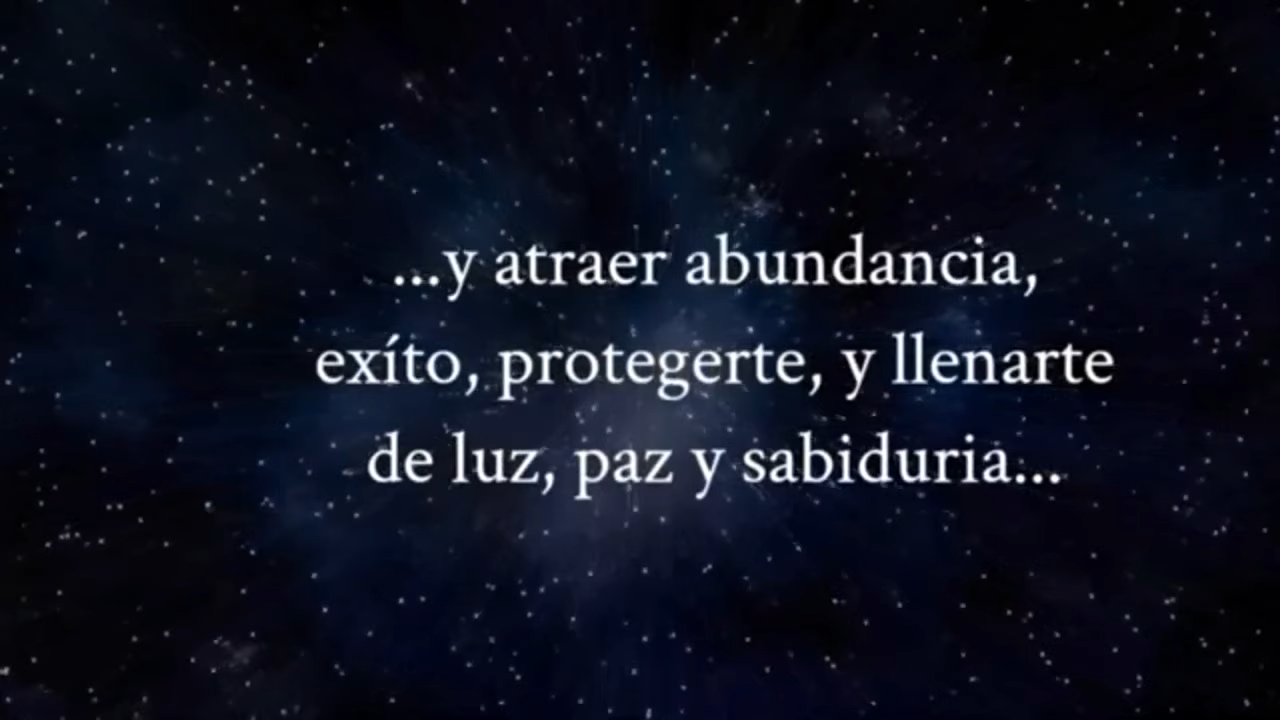 ...y atraer abundancia,
exíto, protegerte, y llenarte
de luz, paz y sabiduria...